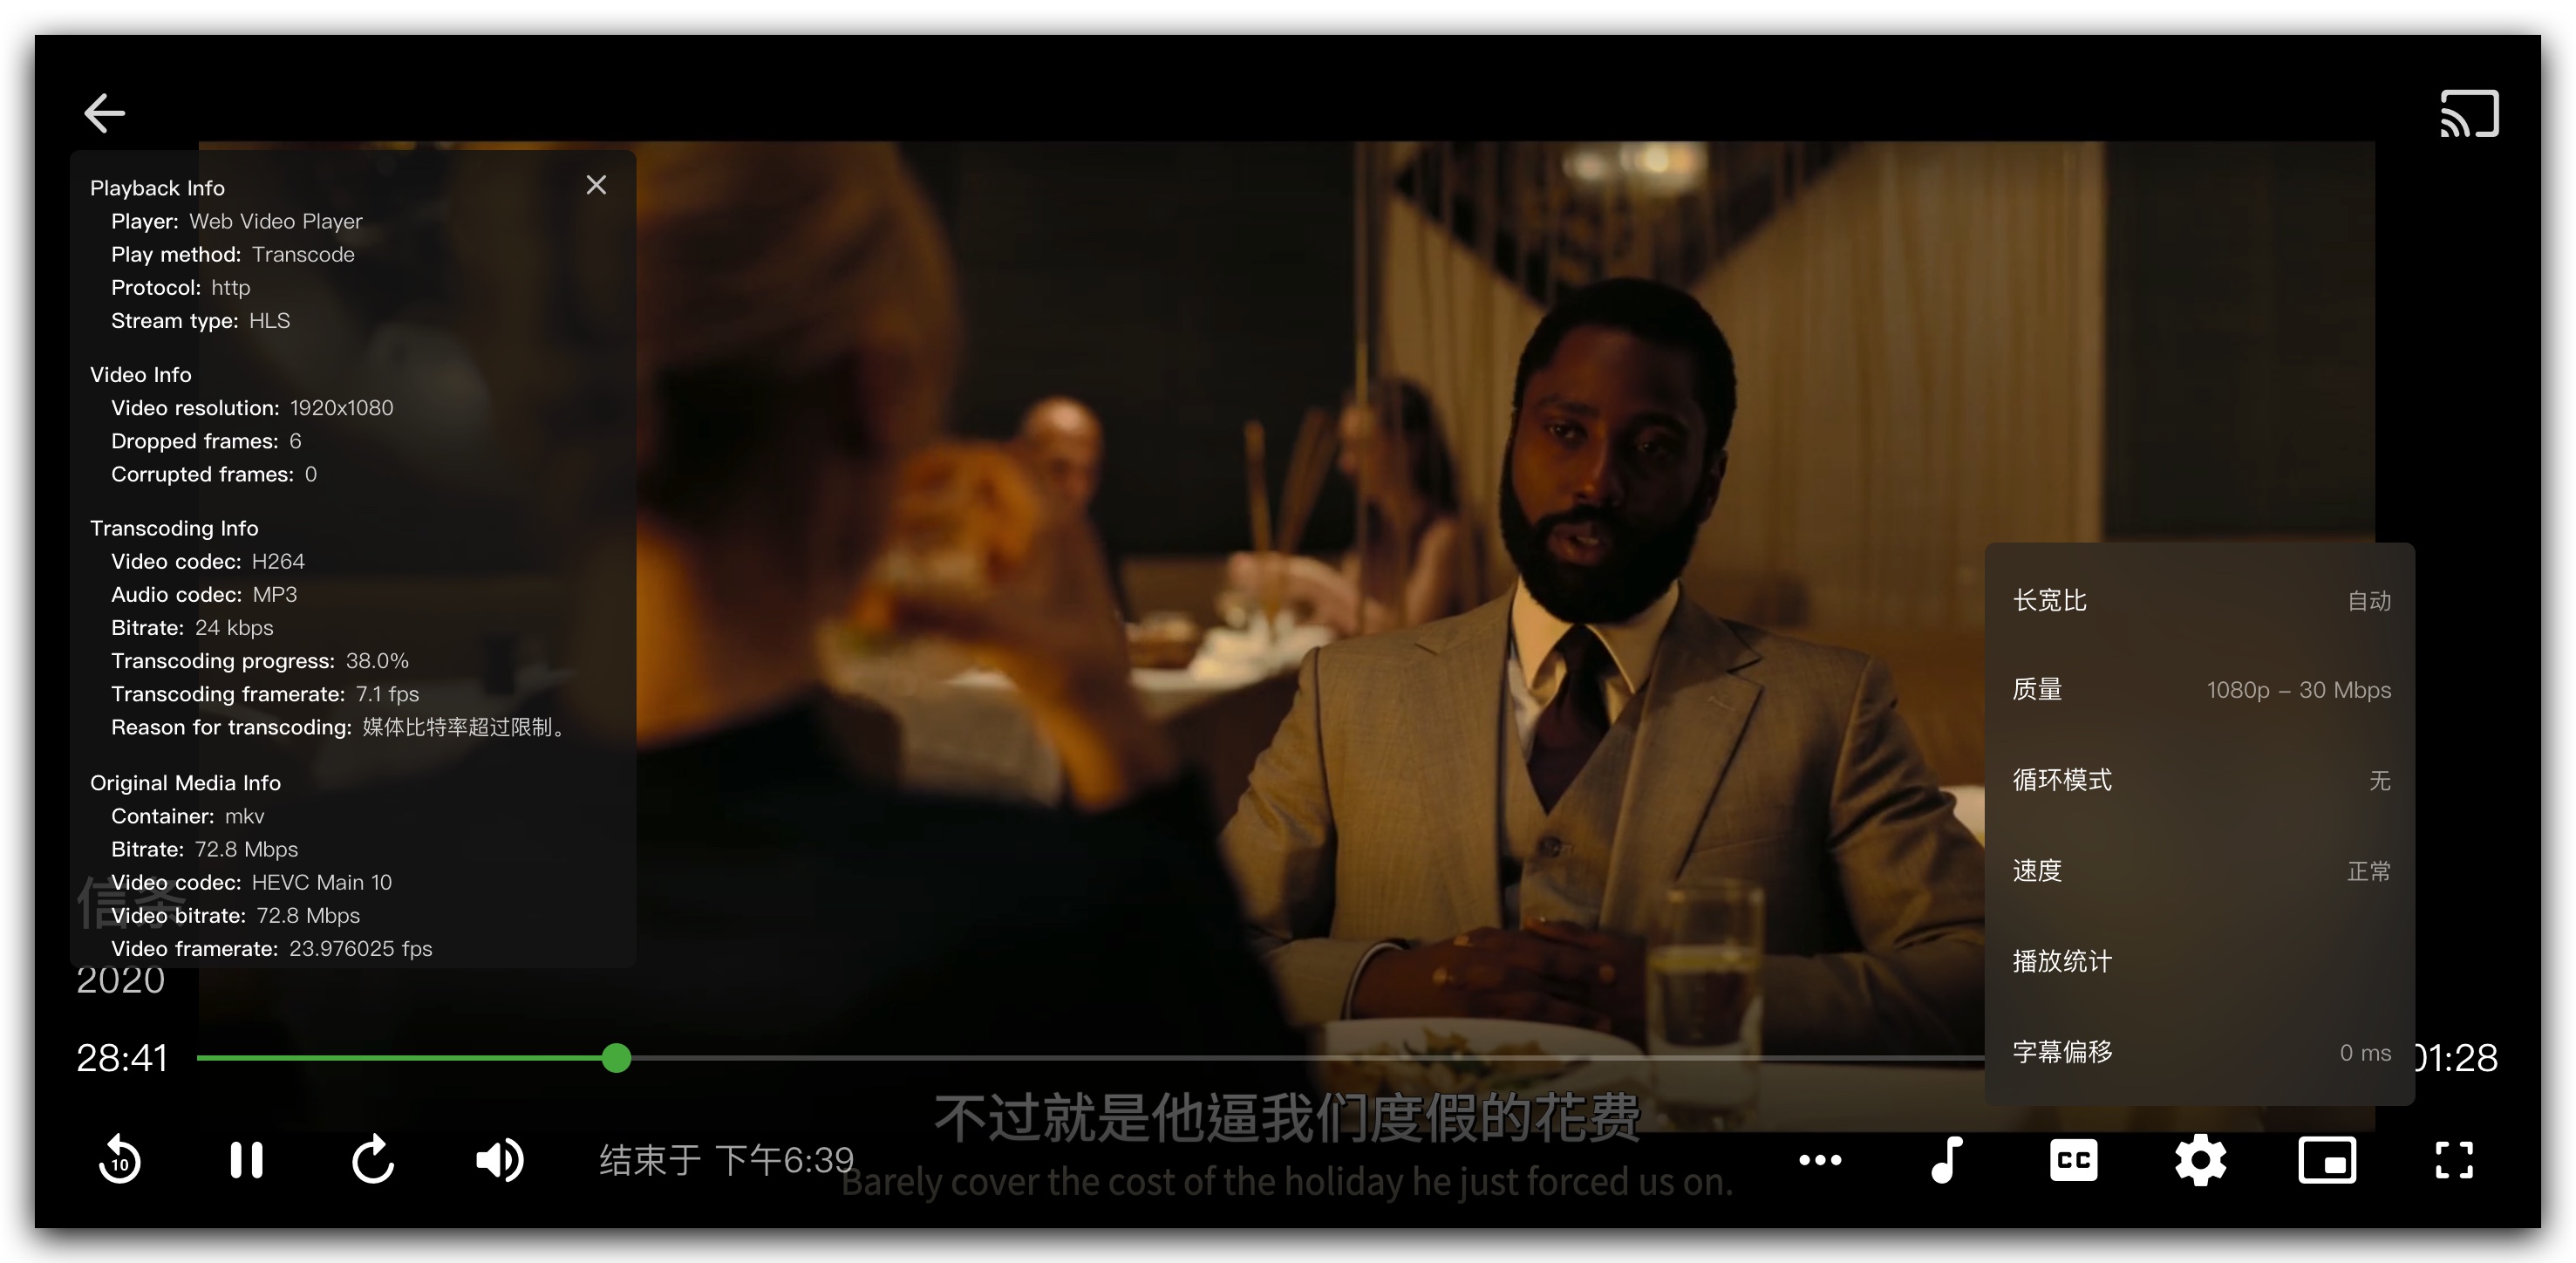 Playback Info
Player: Web Video Player
Play method: Transcode
Protocol: http
Stream type: HLS
Video Info
Video resolution: 1920x1080
Dropped frames: 6
Corrupted frames: 0
Transcoding Info
Video codec: H264
Audio codec: MP3
Bitrate: 24 kbps
Transcoding progress: 38.0%
Transcoding framerate: 7.1 fps
Reason for transcoding: 媒体比特率超过限制。
Original Media Info
Container: mkv
Bitrate: 72.8 Mbps
Video codec: HEVC Main 10
Video bitrate: 72.8 Mbps
Video framerate: 23.976025 fps
信条
2020
长宽比 自动
质量 1080p – 30 Mbps
循环模式 无
速度 正常
播放统计
字幕偏移 0 ms
28:41
01:28
不过就是他逼我们度假的花费
Barely cover the cost of the holiday he just forced us on.
10
结束于 下午6:39
CC